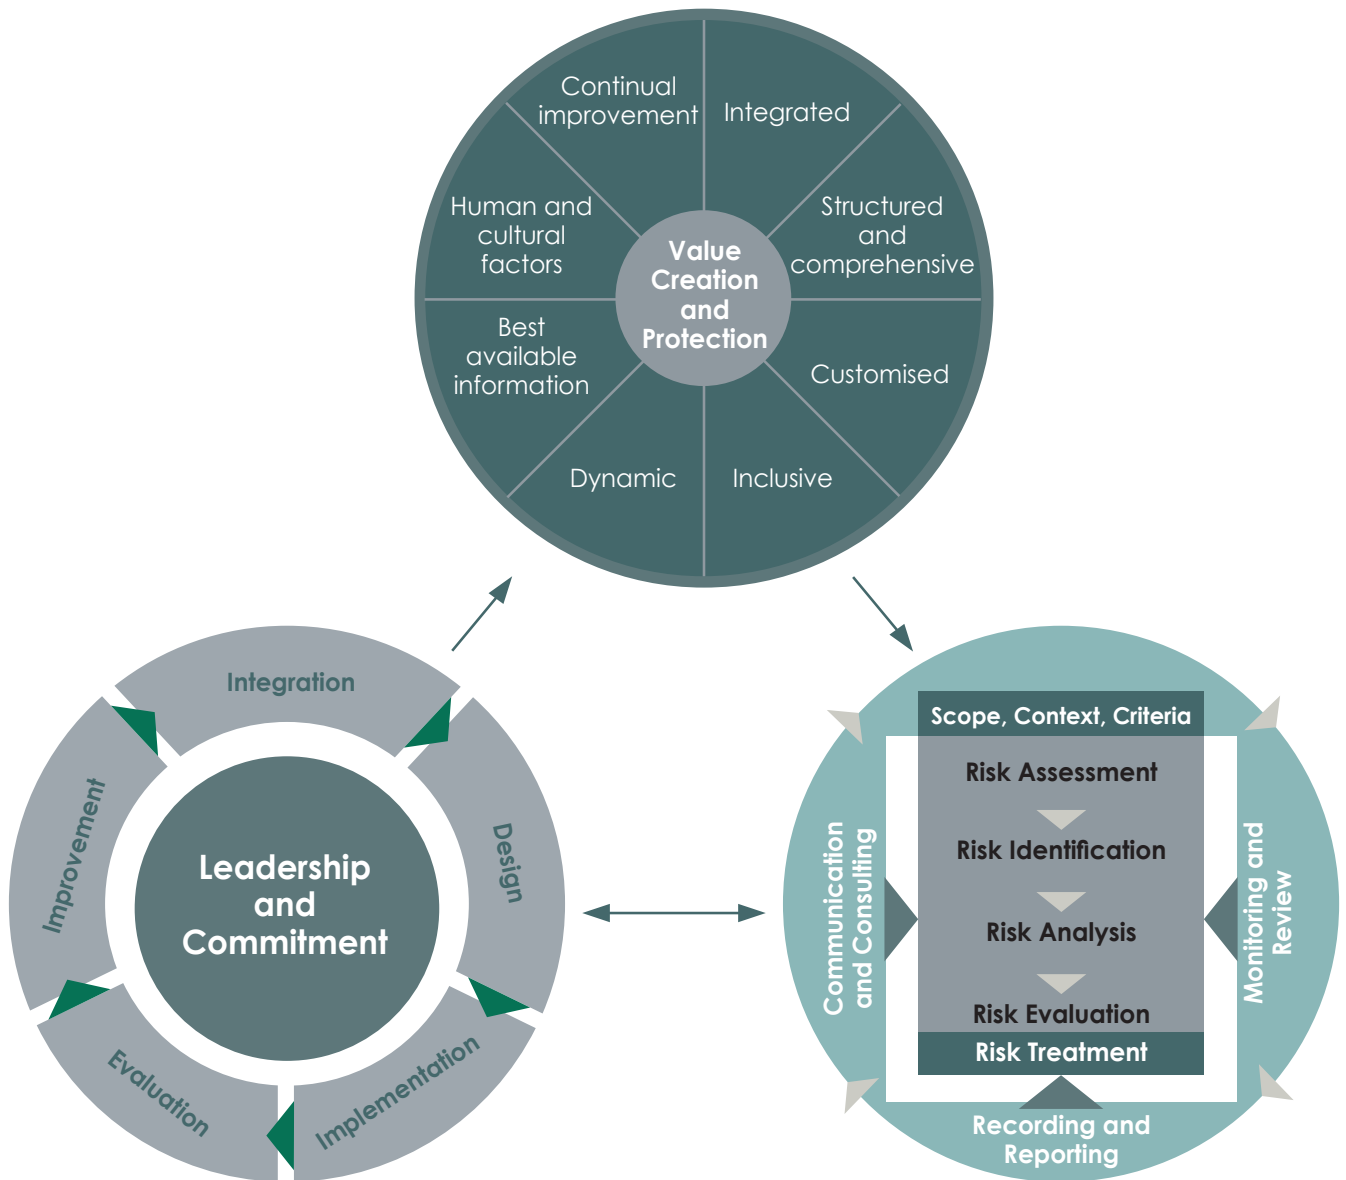 Continual
improvement
Integrated
Human and
cultural
factors
Structured
and
comprehensive
Value
Creation
and
Protection
Best
available
information
Customised
Dynamic
Inclusive
Integration
Design
Implementation
Evaluation
Improvement
Leadership
and
Commitment
Scope, Context, Criteria
Risk Assessment
Risk Identification
Risk Analysis
Risk Evaluation
Risk Treatment
Communication
and Consulting
Monitoring and
Review
Recording and
Reporting